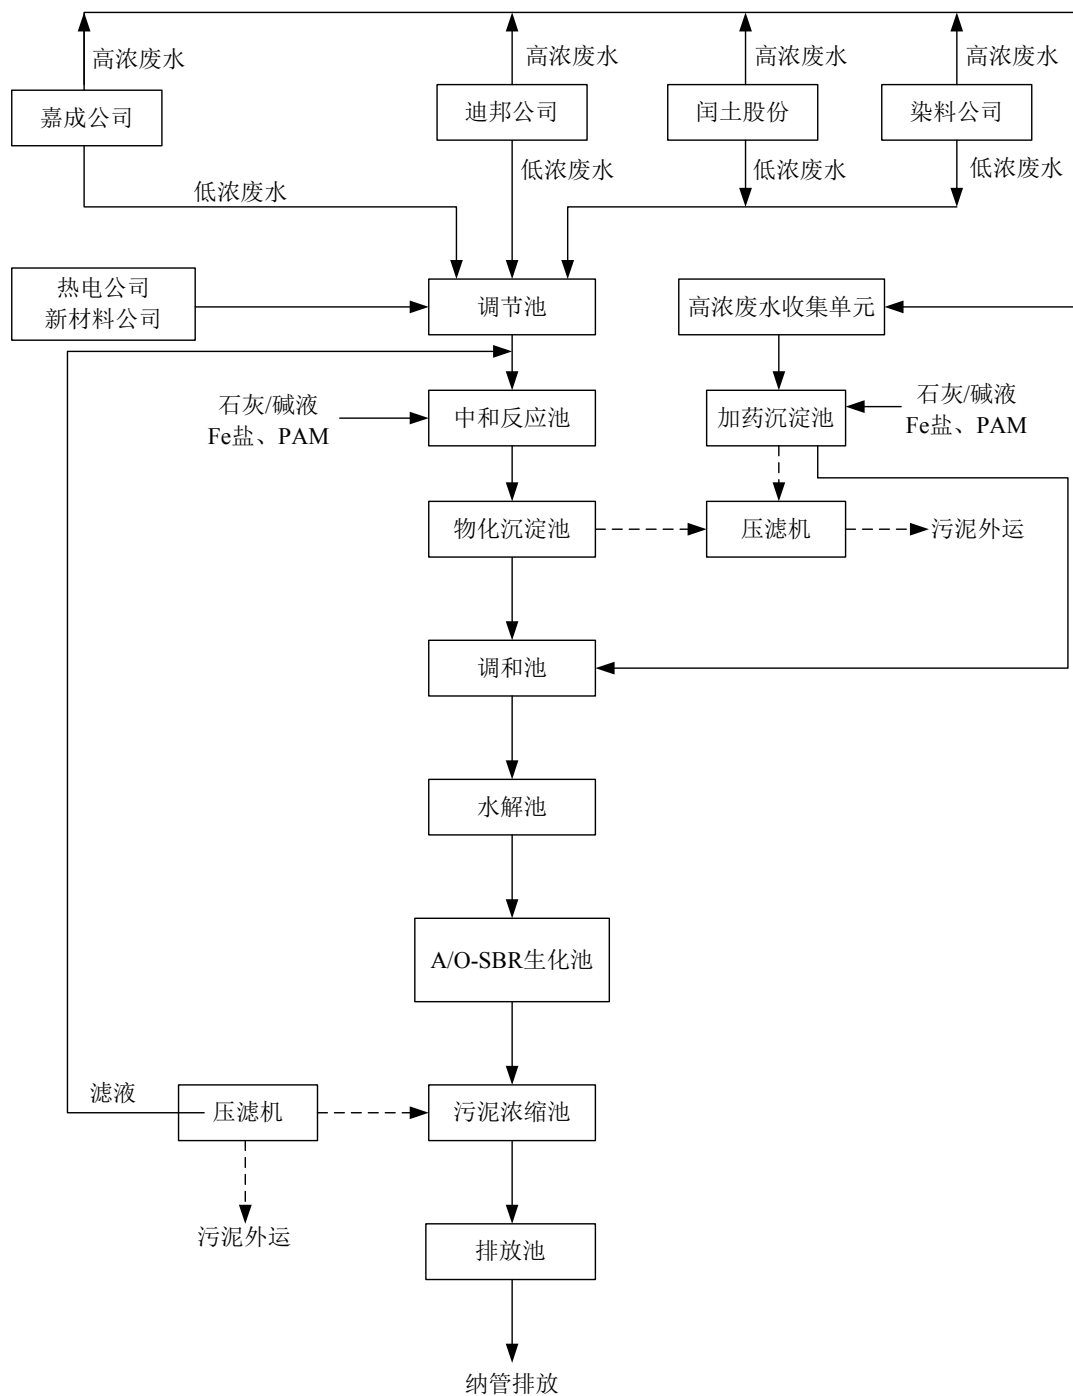 高浓废水
高浓废水
高浓废水
高浓废水
嘉成公司
迪邦公司
闰土股份
染料公司
低浓废水
低浓废水
低浓废水
低浓废水
热电公司
新材料公司
调节池
高浓废水收集单元
石灰/碱液
Fe盐、PAM
中和反应池
加药沉淀池
石灰/碱液
Fe盐、PAM
物化沉淀池
压滤机
污泥外运
调和池
水解池
A/O-SBR生化池
滤液
压滤机
污泥浓缩池
污泥外运
排放池
纳管排放